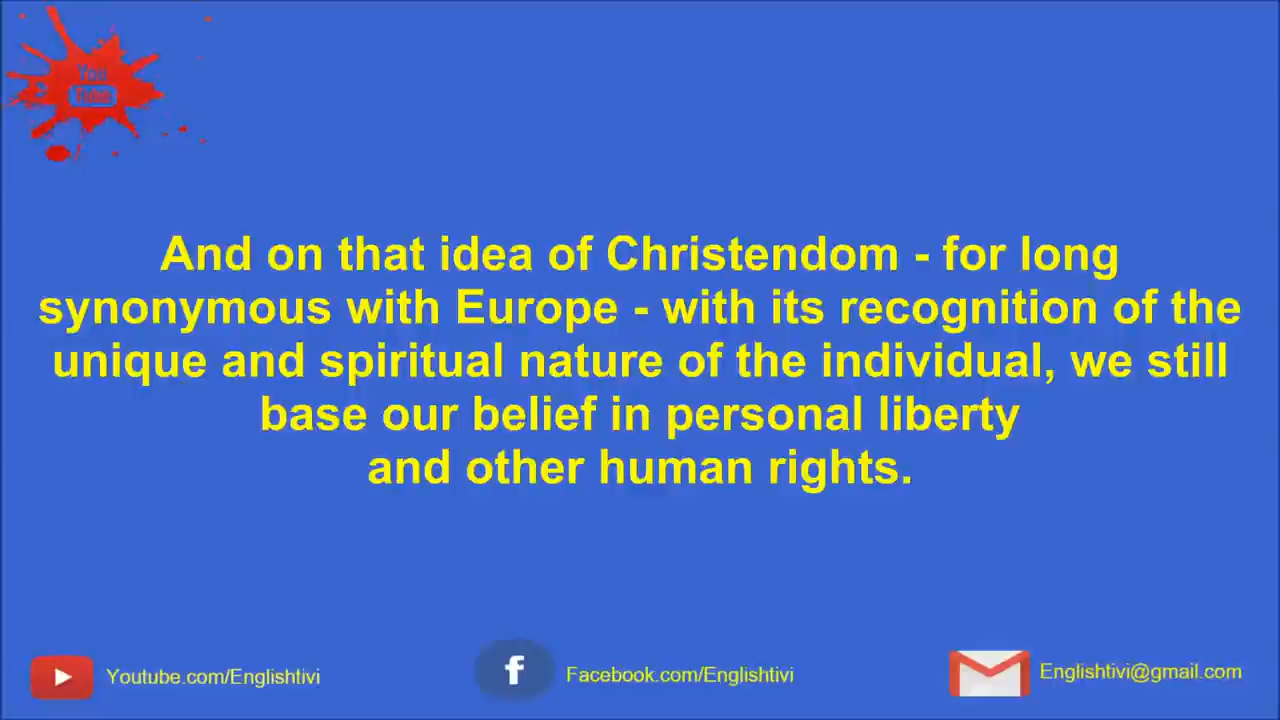 You
Tube
And on that idea of Christendom - for long
synonymous with Europe - with its recognition of the
unique and spiritual nature of the individual, we still
base our belief in personal liberty
and other human rights.
Youtube.com/Englishtivi
f
Facebook.com/Englishtivi
Englishtivi@gmail.com